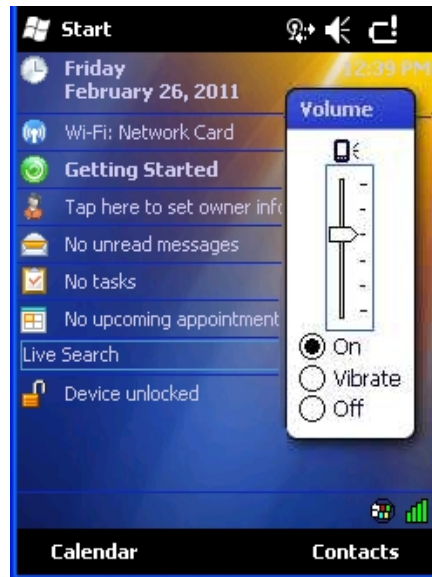 Start
Friday
12:39 PM
February 26, 2011
Volume
Wi-Fi: Network Card
Getting Started
Tap here to set owner info
No unread messages
No tasks
No upcoming appointment
Live Search
On
Vibrate
Off
Device unlocked
Calendar
Contacts